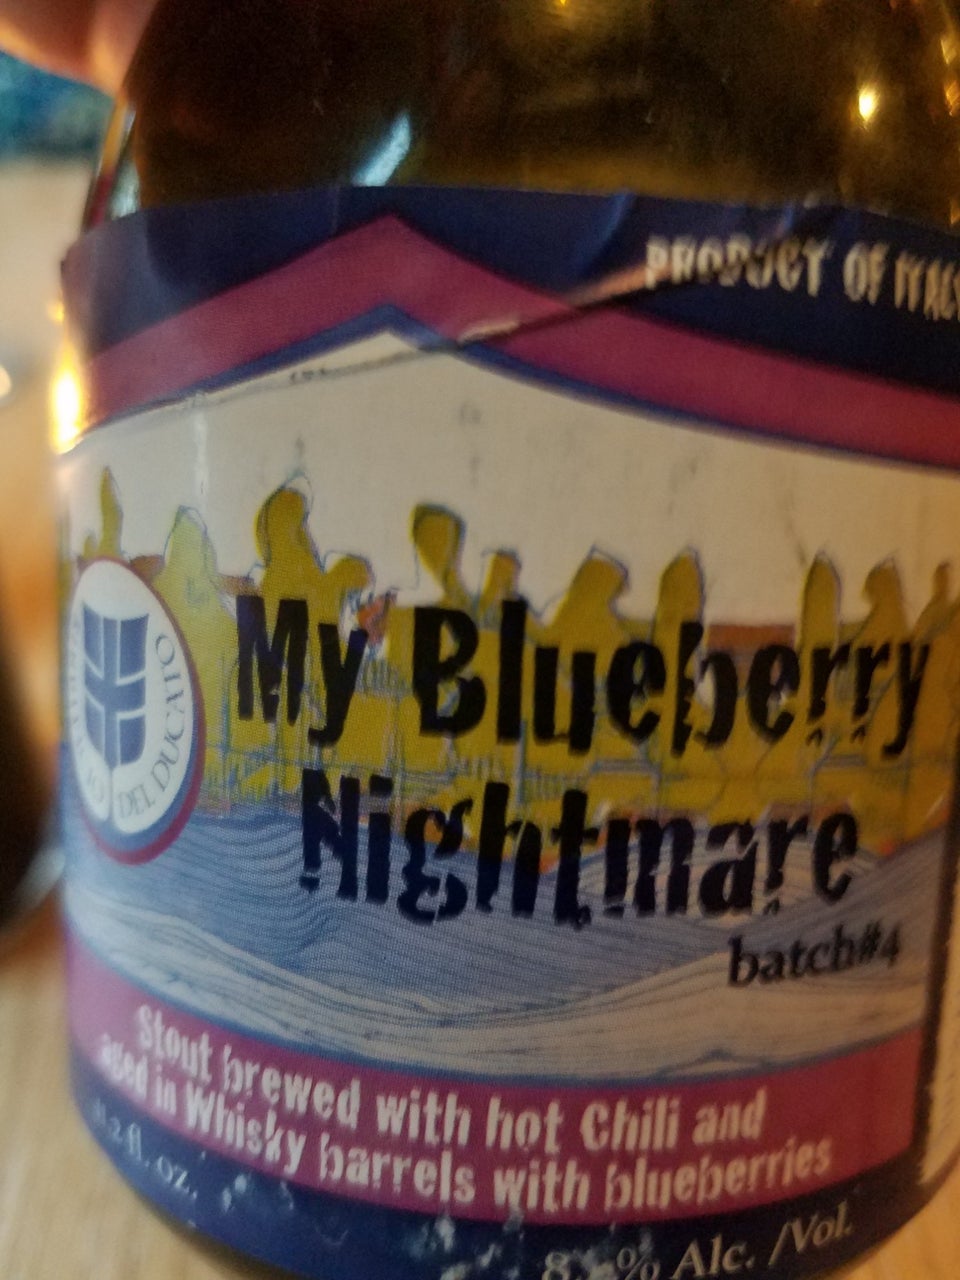 PRODUCT OF ITALY
DEL DUCATO
My Blueberry
Nightmare
batch#4
Stout brewed with hot Chili and
aged in Whisky barrels with blueberries
fl. oz.
% Alc. /Vol.